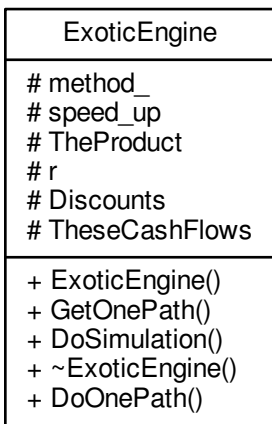 ExoticEngine
# method_
# speed_up
# TheProduct
# r
# Discounts
# TheseCashFlows
+ ExoticEngine()
+ GetOnePath()
+ DoSimulation()
+ ~ExoticEngine()
+ DoOnePath()